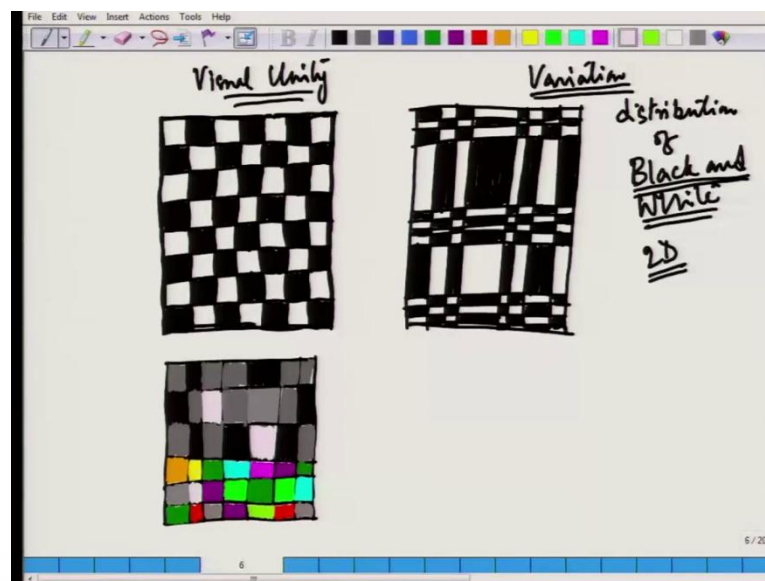 File Edit View Insert Actions Tools Help
B I
Visual Unity
Variation
distribution
of
Black and
White
2D
6 / 20
6